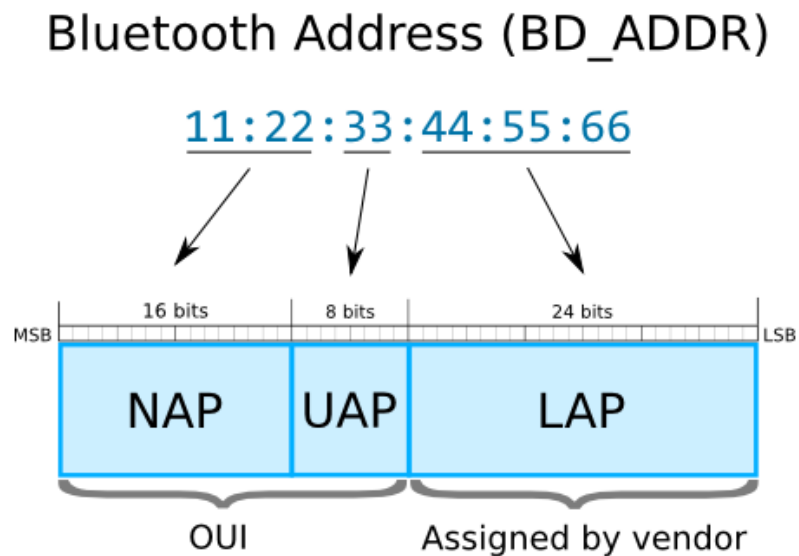 Bluetooth Address (BD_ADDR)
11:22:33:44:55:66
16 bits 8 bits 24 bits
MSB LSB
NAP UAP LAP
OUI Assigned by vendor